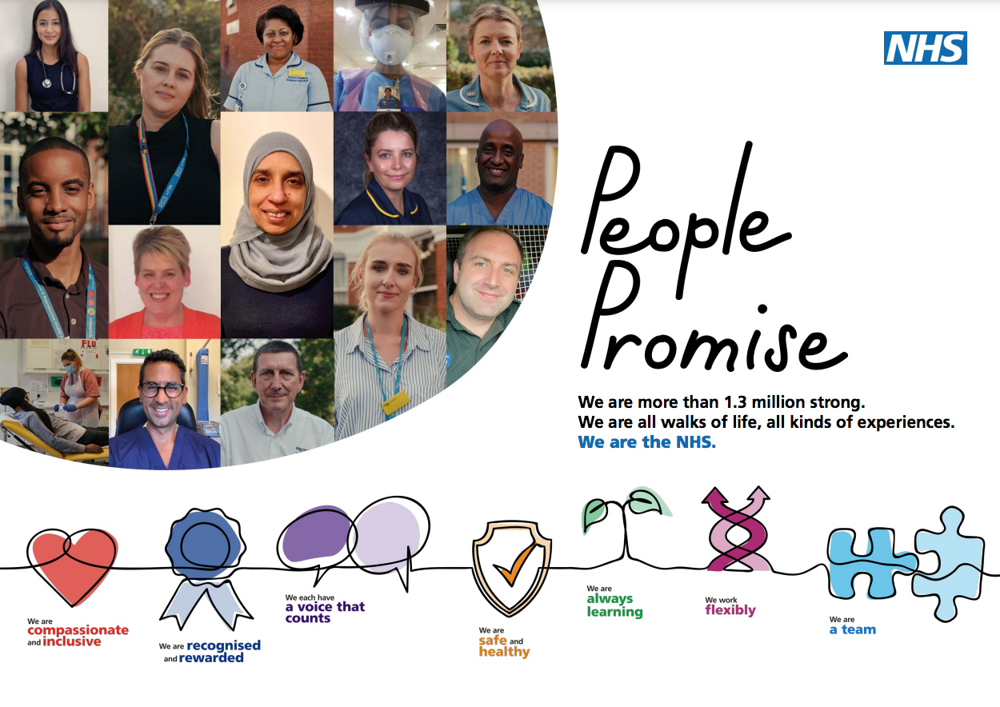 NHS
FLU
NHS
People
Promise
We are more than 1.3 million strong.
We are all walks of life, all kinds of experiences.
We are the NHS.
We are
compassionate
and inclusive
We are recognised
and rewarded
We each have
a voice that
counts
We are
safe and
healthy
We are
always
learning
We work
flexibly
We are
a team